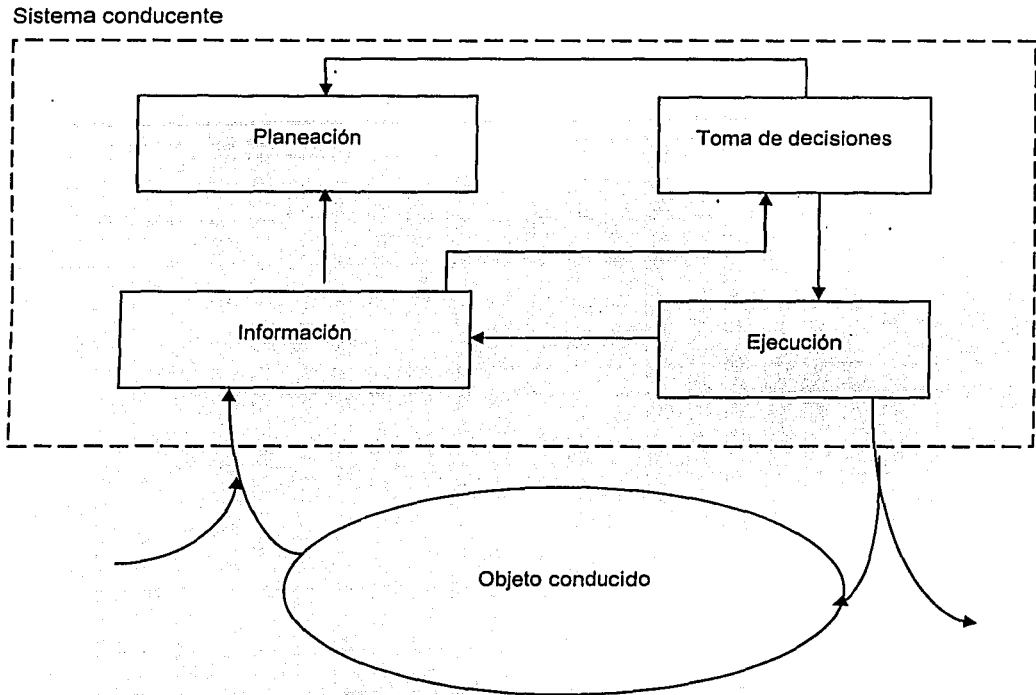 Sistema conducente
Planeación
Toma de decisiones
Información
Ejecución
Objeto conducido